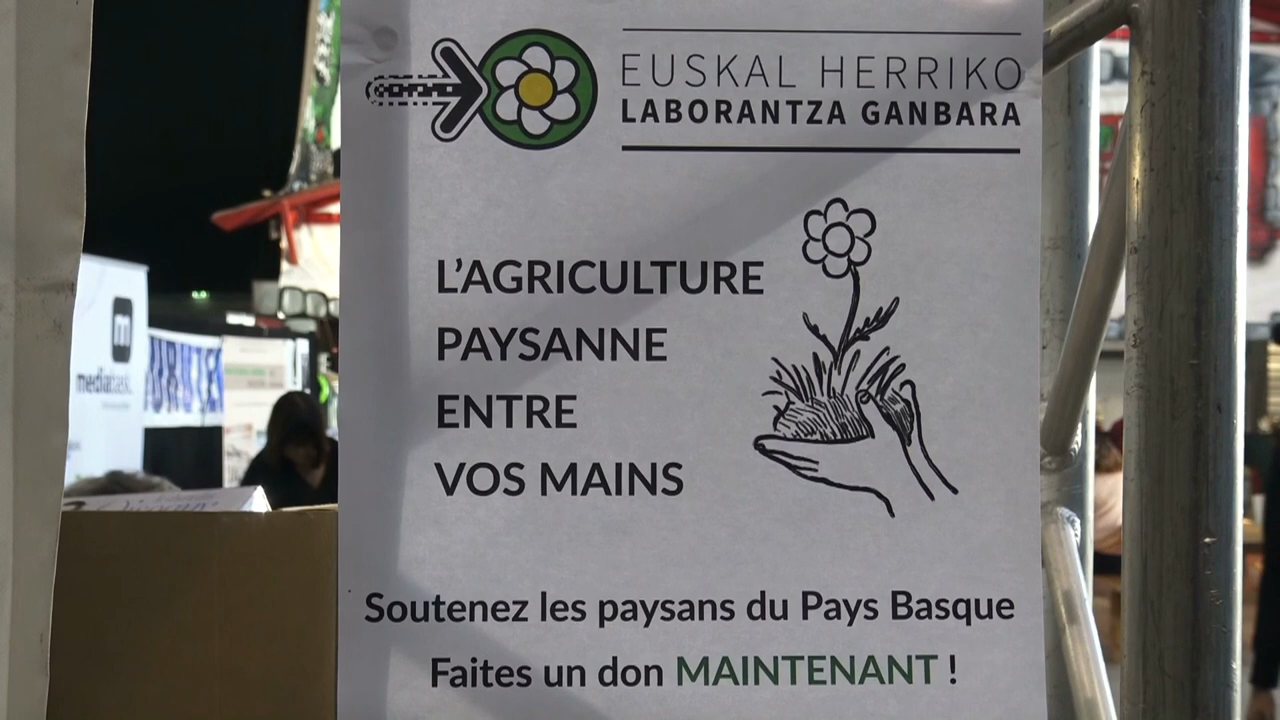 EUSKAL HERRIKO
LABORANTZA GANBARA
L'AGRICULTURE
PAYSANNE
ENTRE
VOS MAINS
Soutenez les paysans du Pays Basque
Faites un don MAINTENANT !